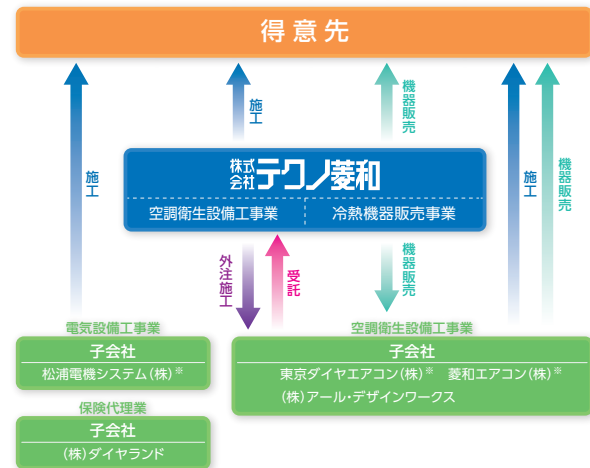 得意先
施工
施工
機器販売
施工
機器販売
株式会社テクノ菱和
空調衛生設備工事業
冷熱機器販売事業
外注施工
受託
機器販売
電気設備工事業
子会社
松浦電機システム(株)※
保険代理業
子会社
(株)ダイヤランド
空調衛生設備工事業
子会社
東京ダイヤエアコン(株)※ 菱和エアコン(株)※
(株)アール・デザインワークス